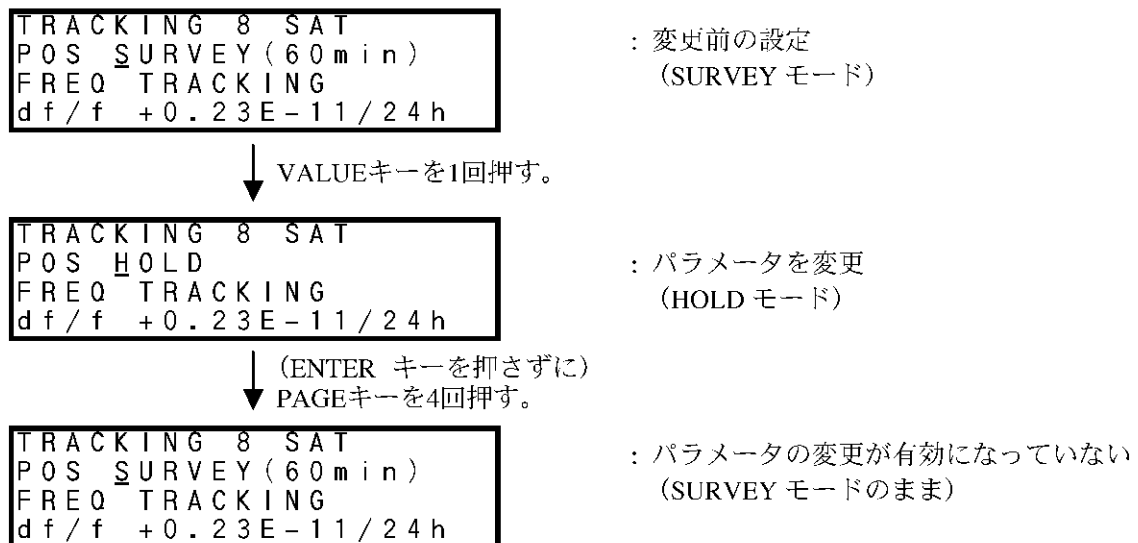 TRACKING 8 SAT
POS SURVEY(60min)
FREQ TRACKING
df/f +0.23E-11/24h
: 変更前の設定
(SURVEY モード)
VALUEキーを1回押す。
TRACKING 8 SAT
POS HOLD
FREQ TRACKING
df/f +0.23E-11/24h
: パラメータを変更
(HOLD モード)
(ENTER キーを押さずに)
PAGEキーを4回押す。
TRACKING 8 SAT
POS SURVEY(60min)
FREQ TRACKING
df/f +0.23E-11/24h
: パラメータの変更が有効になっていない
(SURVEY モードのまま)